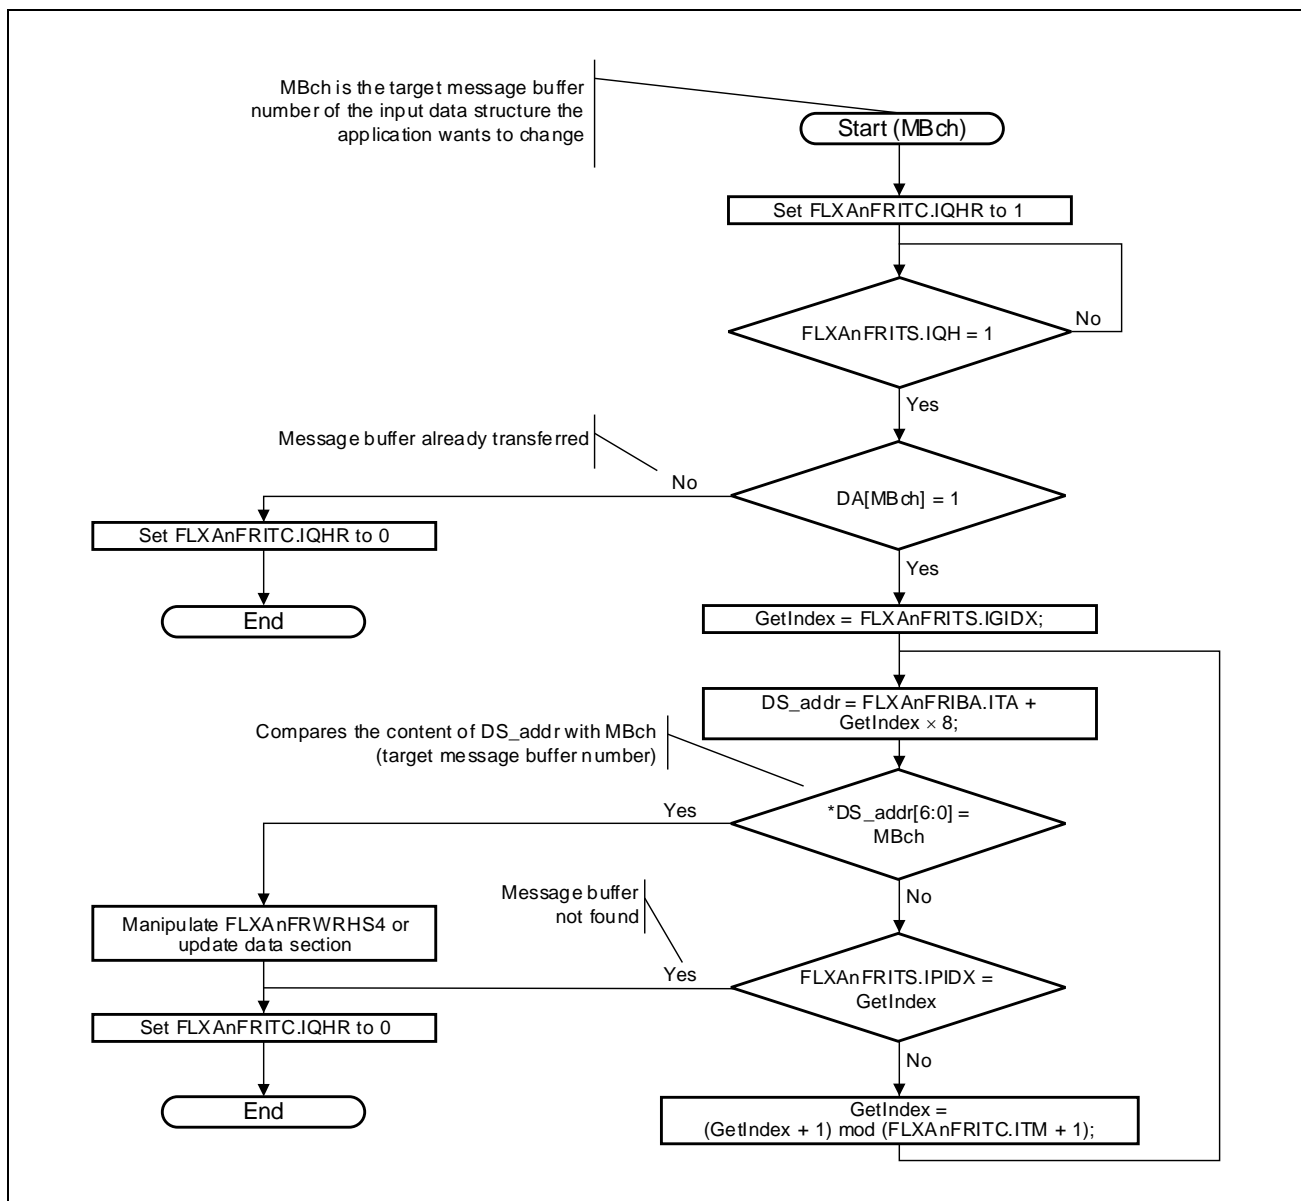 MBch is the target message buffer
number of the input data structure the
application wants to change
Start (MBch)
Set FLXAnFRITC.IQHR to 1
FLXAnFRITS.IQH = 1
No
Yes
Message buffer already transferred
No
DA[MBch] = 1
Set FLXAnFRITC.IQHR to 0
Yes
End
GetIndex = FLXAnFRITS.IGIDX;
DS_addr = FLXAnFRIBA.ITA +
GetIndex × 8;
Compares the content of DS_addr with MBch
(target message buffer number)
Yes
*DS_addr[6:0] =
MBch
No
Message buffer
not found
Manipulate FLXAnFRWRHS4 or
update data section
Yes
FLXAnFRITS.IPIDX =
GetIndex
Set FLXAnFRITC.IQHR to 0
No
End
GetIndex =
(GetIndex + 1) mod (FLXAnFRITC.ITM + 1);